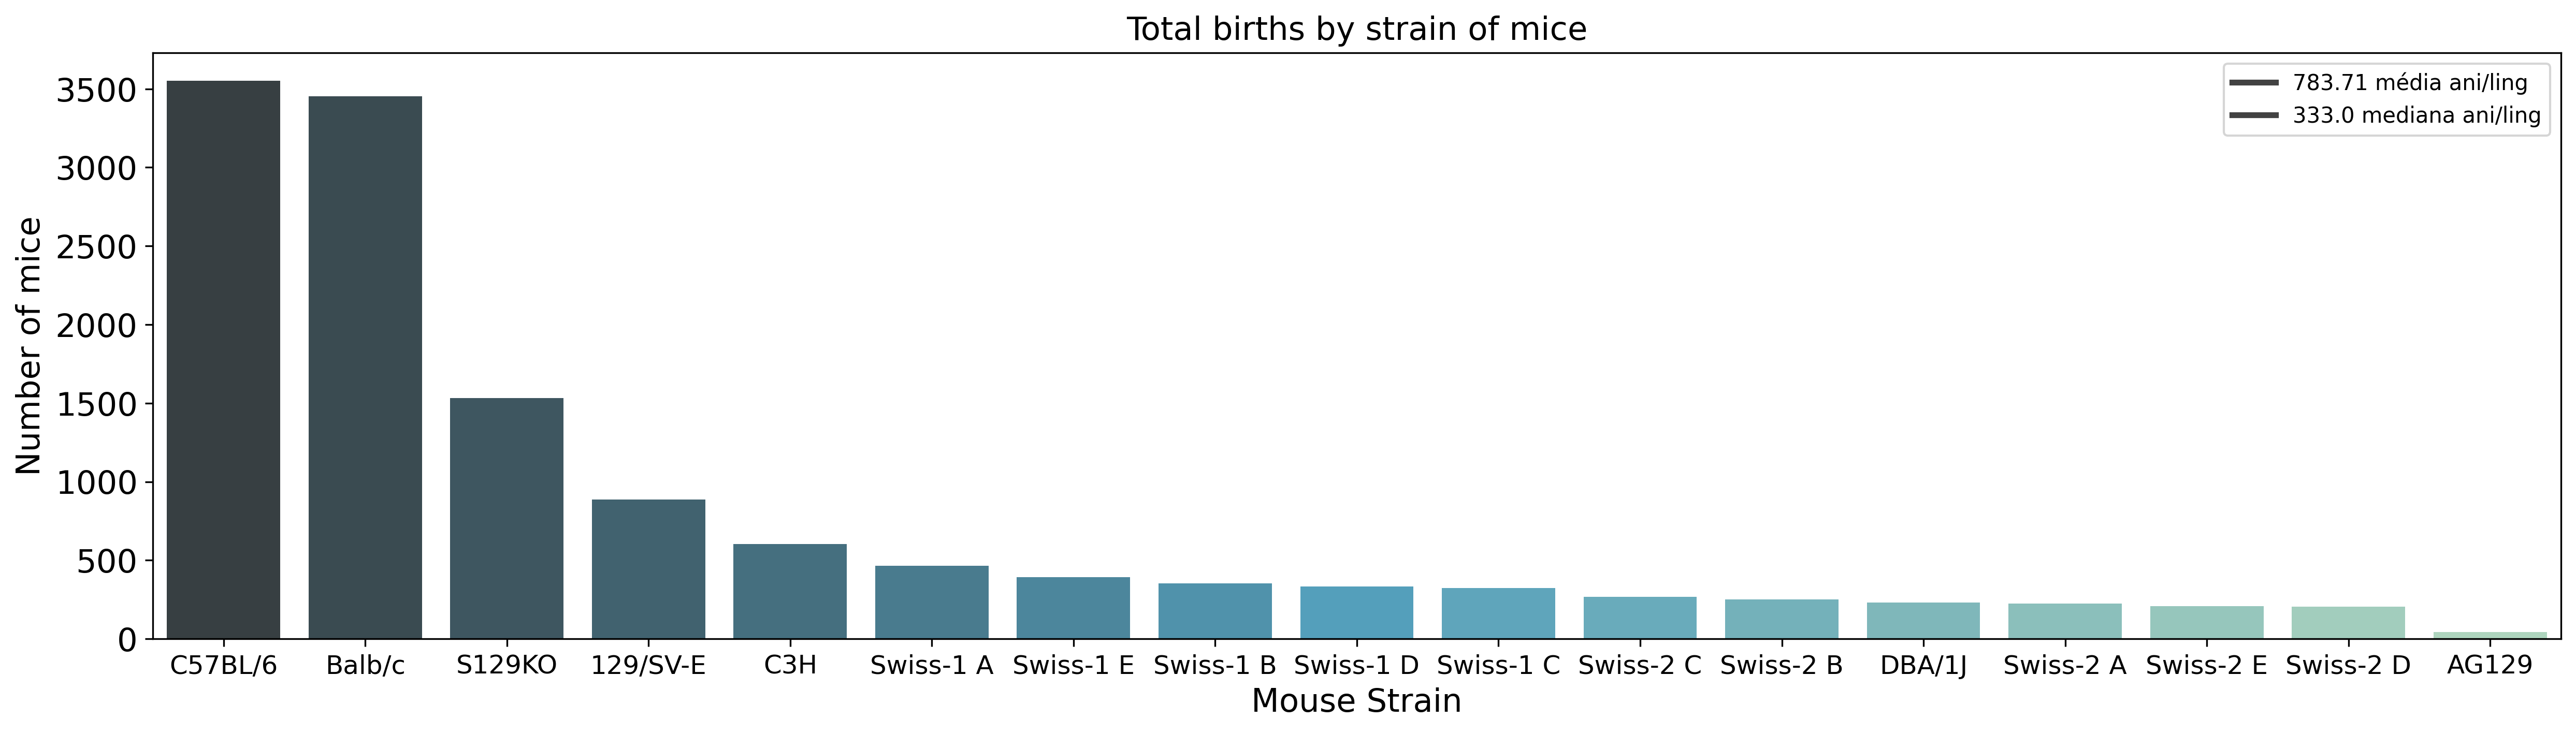 Total births by strain of mice
783.71 média ani/ling
333.0 mediana ani/ling
Number of mice
3500
3000
2500
2000
1500
1000
500
0
C57BL/6 Balb/c S129KO 129/SV-E C3H Swiss-1 A Swiss-1 E Swiss-1 B Swiss-1 D Swiss-1 C Swiss-2 C Swiss-2 B DBA/1J Swiss-2 A Swiss-2 E Swiss-2 D AG129
Mouse Strain